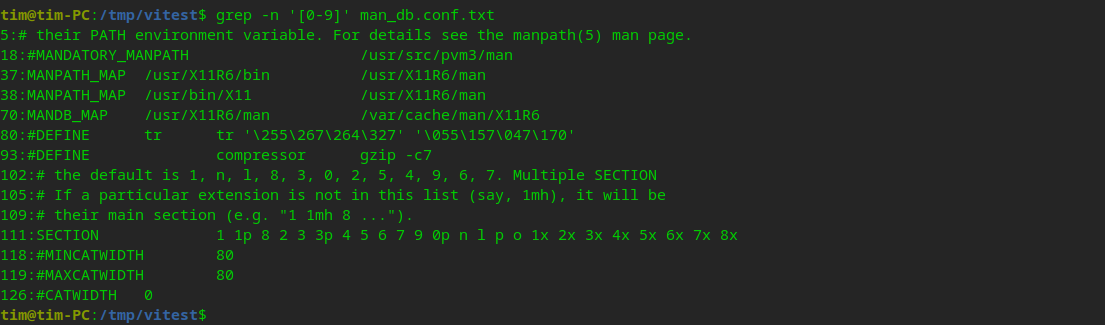 tim@tim-PC:/tmp/vitest$ grep -n '[0-9]' man_db.conf.txt
5:# their PATH environment variable. For details see the manpath(5) man page.
18:#MANDATORY_MANPATH                   /usr/src/pvm3/man
37:MANPATH_MAP  /usr/X11R6/bin          /usr/X11R6/man
38:MANPATH_MAP  /usr/bin/X11            /usr/X11R6/man
70:MANDB_MAP    /usr/X11R6/man          /var/cache/man/X11R6
80:#DEFINE      tr      tr '\255\267\264\327' '\055\157\047\170'
93:#DEFINE              compressor      gzip -c7
102:# the default is 1, n, l, 8, 3, 0, 2, 5, 4, 9, 6, 7. Multiple SECTION
105:# If a particular extension is not in this list (say, 1mh), it will be
109:# their main section (e.g. "1 1mh 8 ...").
111:SECTION             1 1p 8 2 3 3p 4 5 6 7 9 0p n l p o 1x 2x 3x 4x 5x 6x 7x 8x
118:#MINCATWIDTH        80
119:#MAXCATWIDTH        80
126:#CATWIDTH   0
tim@tim-PC:/tmp/vitest$